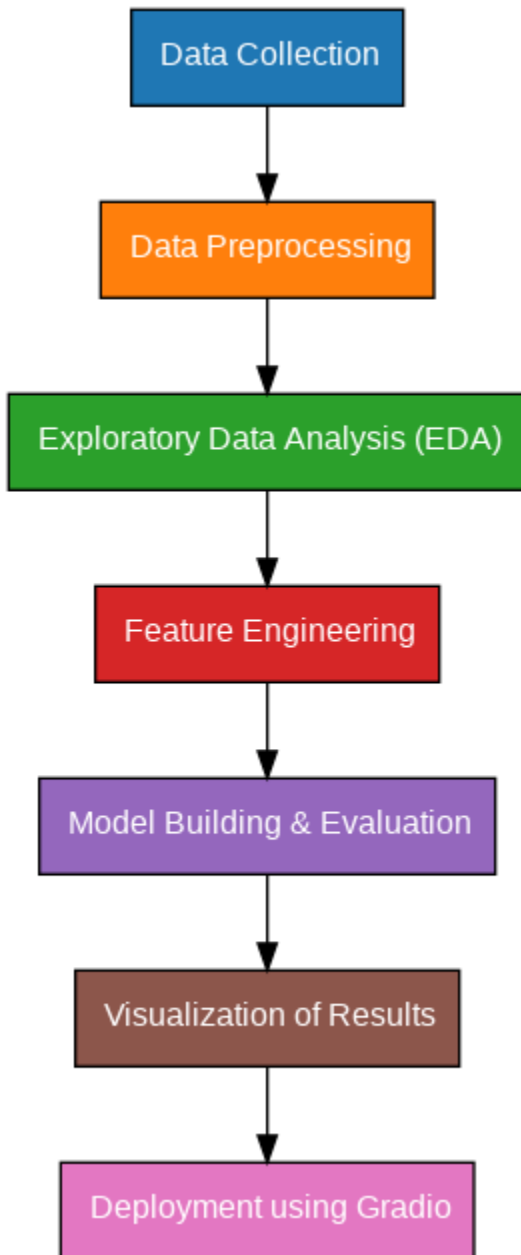 Data Collection
Data Preprocessing
Exploratory Data Analysis (EDA)
Feature Engineering
Model Building & Evaluation
Visualization of Results
Deployment using Gradio